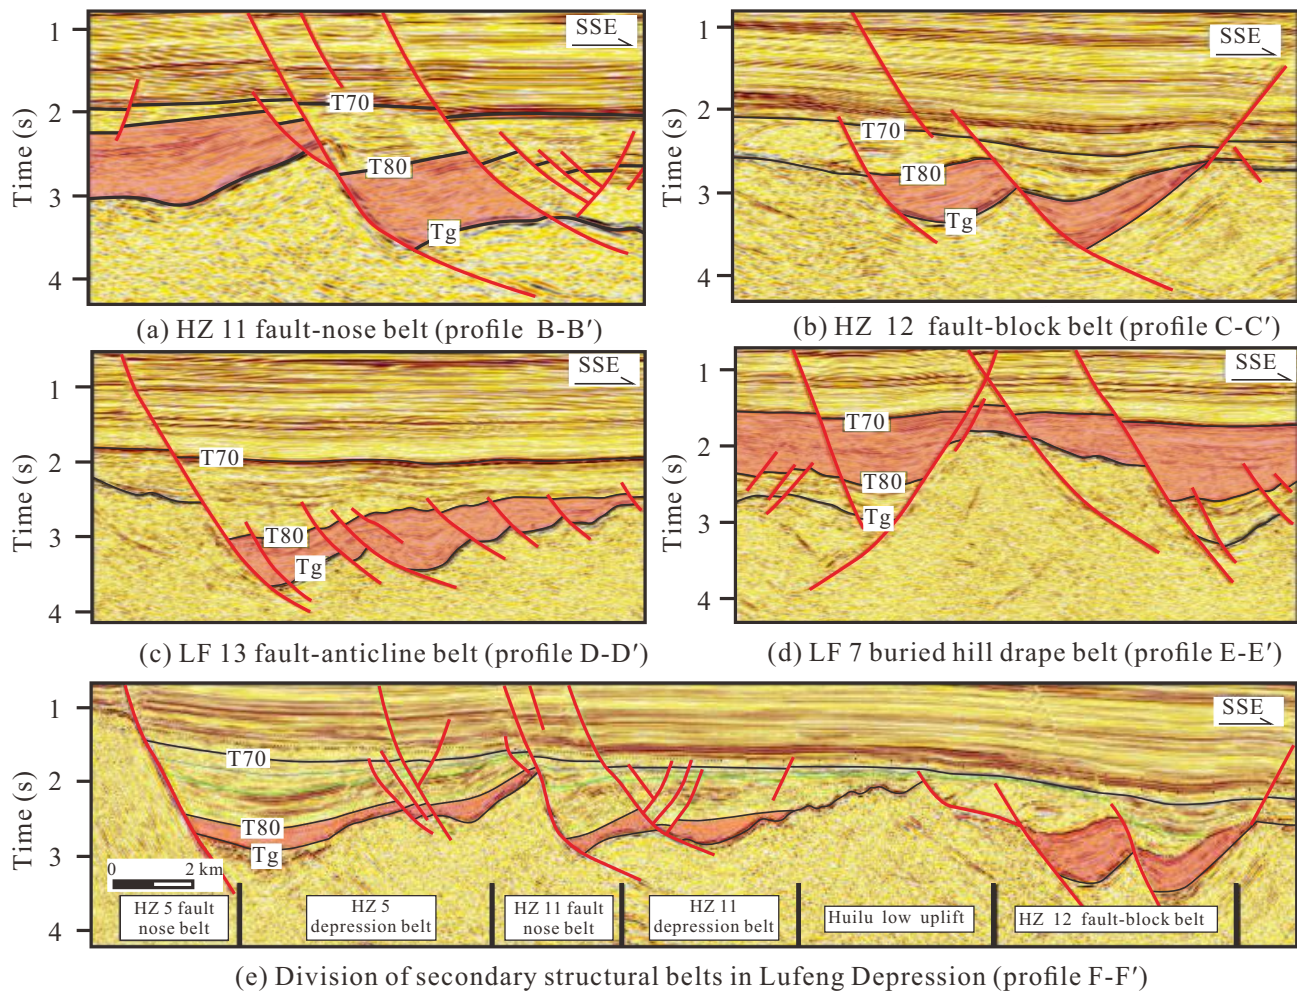 SSE
1
2
3
4
Time (s)
T70
T80
Tg
(a) HZ 11 fault-nose belt (profile B-B′)
SSE
1
2
3
4
Time (s)
T70
T80
Tg
(b) HZ 12 fault-block belt (profile C-C′)
SSE
1
2
3
4
Time (s)
T70
T80
Tg
(c) LF 13 fault-anticline belt (profile D-D′)
SSE
1
2
3
4
Time (s)
T70
T80
Tg
(d) LF 7 buried hill drape belt (profile E-E′)
SSE
1
2
3
4
Time (s)
T70
T80
Tg
0 2 km
HZ 5 fault
nose belt
HZ 5
depression belt
HZ 11 fault
nose belt
HZ 11
depression belt
Huilu low uplift
HZ 12 fault-block belt
(e) Division of secondary structural belts in Lufeng Depression (profile F-F′)